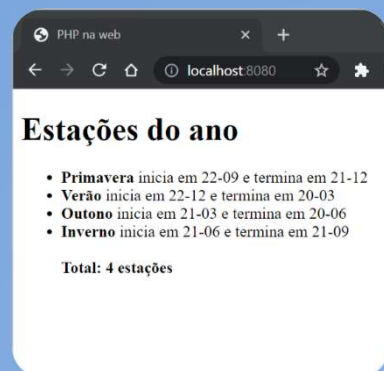 PHP na web
localhost:8080
Estações do ano
Primavera inicia em 22-09 e termina em 21-12
Verão inicia em 22-12 e termina em 20-03
Outono inicia em 21-03 e termina em 20-06
Inverno inicia em 21-06 e termina em 21-09
Total: 4 estações